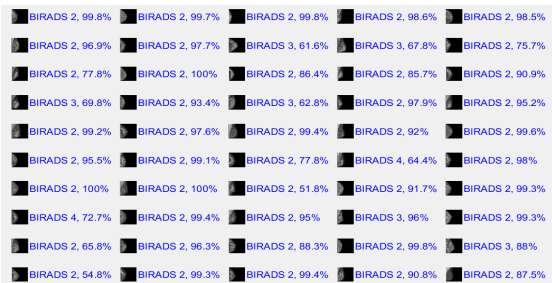 BIRADS 2, 99.8% BIRADS 2, 99.7% BIRADS 2, 99.8% BIRADS 2, 98.6% BIRADS 2, 98.5%
BIRADS 2, 96.9% BIRADS 2, 97.7% BIRADS 3, 61.6% BIRADS 3, 67.8% BIRADS 2, 75.7%
BIRADS 2, 77.8% BIRADS 2, 100% BIRADS 2, 86.4% BIRADS 2, 85.7% BIRADS 2, 90.9%
BIRADS 3, 69.8% BIRADS 2, 93.4% BIRADS 3, 62.8% BIRADS 2, 97.9% BIRADS 2, 95.2%
BIRADS 2, 99.2% BIRADS 2, 97.6% BIRADS 2, 99.4% BIRADS 2, 92% BIRADS 2, 99.6%
BIRADS 2, 95.5% BIRADS 2, 99.1% BIRADS 2, 77.8% BIRADS 4, 64.4% BIRADS 2, 98%
BIRADS 2, 100% BIRADS 2, 100% BIRADS 2, 51.8% BIRADS 2, 91.7% BIRADS 2, 99.3%
BIRADS 4, 72.7% BIRADS 2, 99.4% BIRADS 2, 95% BIRADS 3, 96% BIRADS 2, 99.3%
BIRADS 2, 65.8% BIRADS 2, 96.3% BIRADS 2, 88.3% BIRADS 2, 99.8% BIRADS 3, 88%
BIRADS 2, 54.8% BIRADS 2, 99.3% BIRADS 2, 99.4% BIRADS 2, 90.8% BIRADS 2, 87.5%